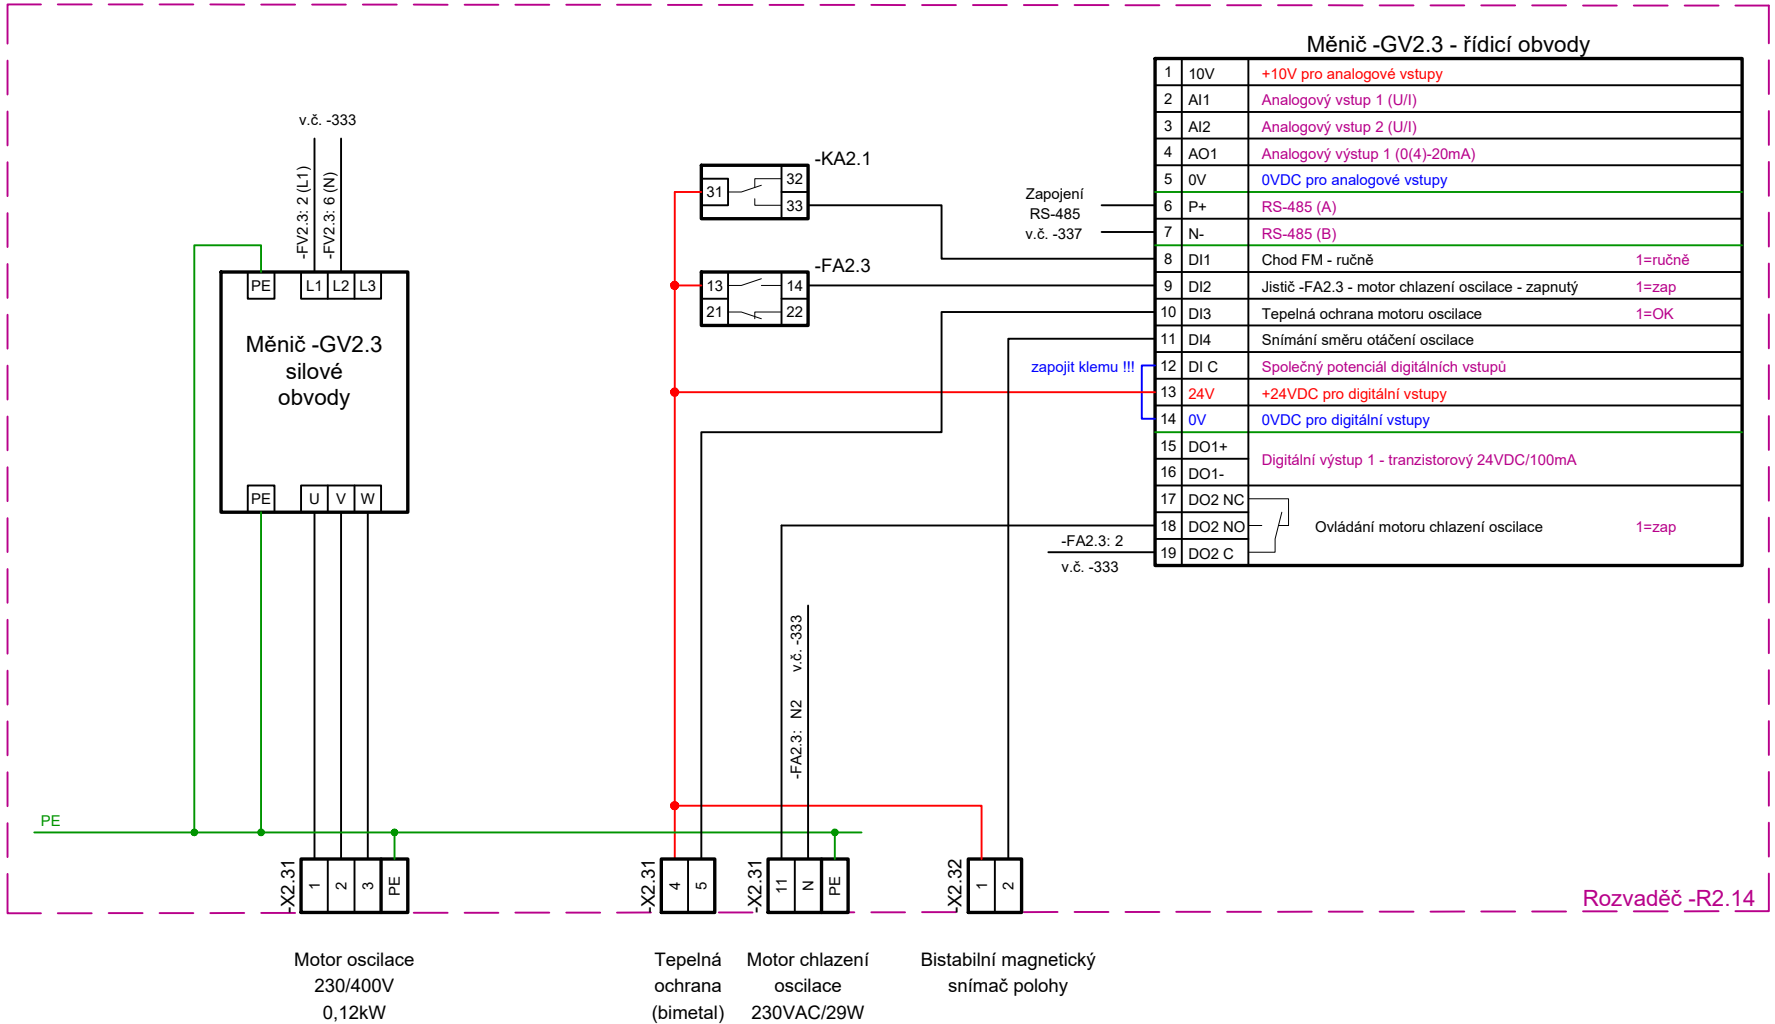 Měnič -GV2.3 - řídicí obvody
1 10V +10V pro analogové vstupy
2 AI1 Analogový vstup 1 (U/I)
3 AI2 Analogový vstup 2 (U/I)
4 AO1 Analogový výstup 1 (0(4)-20mA)
5 0V 0VDC pro analogové vstupy
6 P+ RS-485 (A)
7 N- RS-485 (B)
8 DI1 Chod FM - ručně 1=ručně
9 DI2 Jistič -FA2.3 - motor chlazení oscilace - zapnutý 1=zap
10 DI3 Tepelná ochrana motoru oscilace 1=OK
11 DI4 Snímání směru otáčení oscilace
12 DI C Společný potenciál digitálních vstupů
13 24V +24VDC pro digitální vstupy
14 0V 0VDC pro digitální vstupy
15 DO1+
Digitální výstup 1 - tranzistorový 24VDC/100mA
16 DO1-
17 DO2 NC
18 DO2 NO Ovládání motoru chlazení oscilace 1=zap
19 DO2 C
v.č. -333
-FV2.3: 2 (L1)
-FV2.3: 6 (N)
PE L1 L2 L3
Měnič -GV2.3
silové
obvody
PE U V W
-KA2.1
31 32
33
-FA2.3
13 14
21 22
Zapojení
RS-485
v.č. -337
zapojit klemu !!!
-FA2.3: 2
v.č. -333
-FA2.3: N2 v.č. -333
PE
-X2.31
1 2 3 PE
-X2.31
4 5
-X2.31
11 N PE
-X2.32
1 2
Rozvaděč -R2.14
Motor oscilace
230/400V
0,12kW
Tepelná
ochrana
(bimetal)
Motor chlazení
oscilace
230VAC/29W
Bistabilní magnetický
snímač polohy